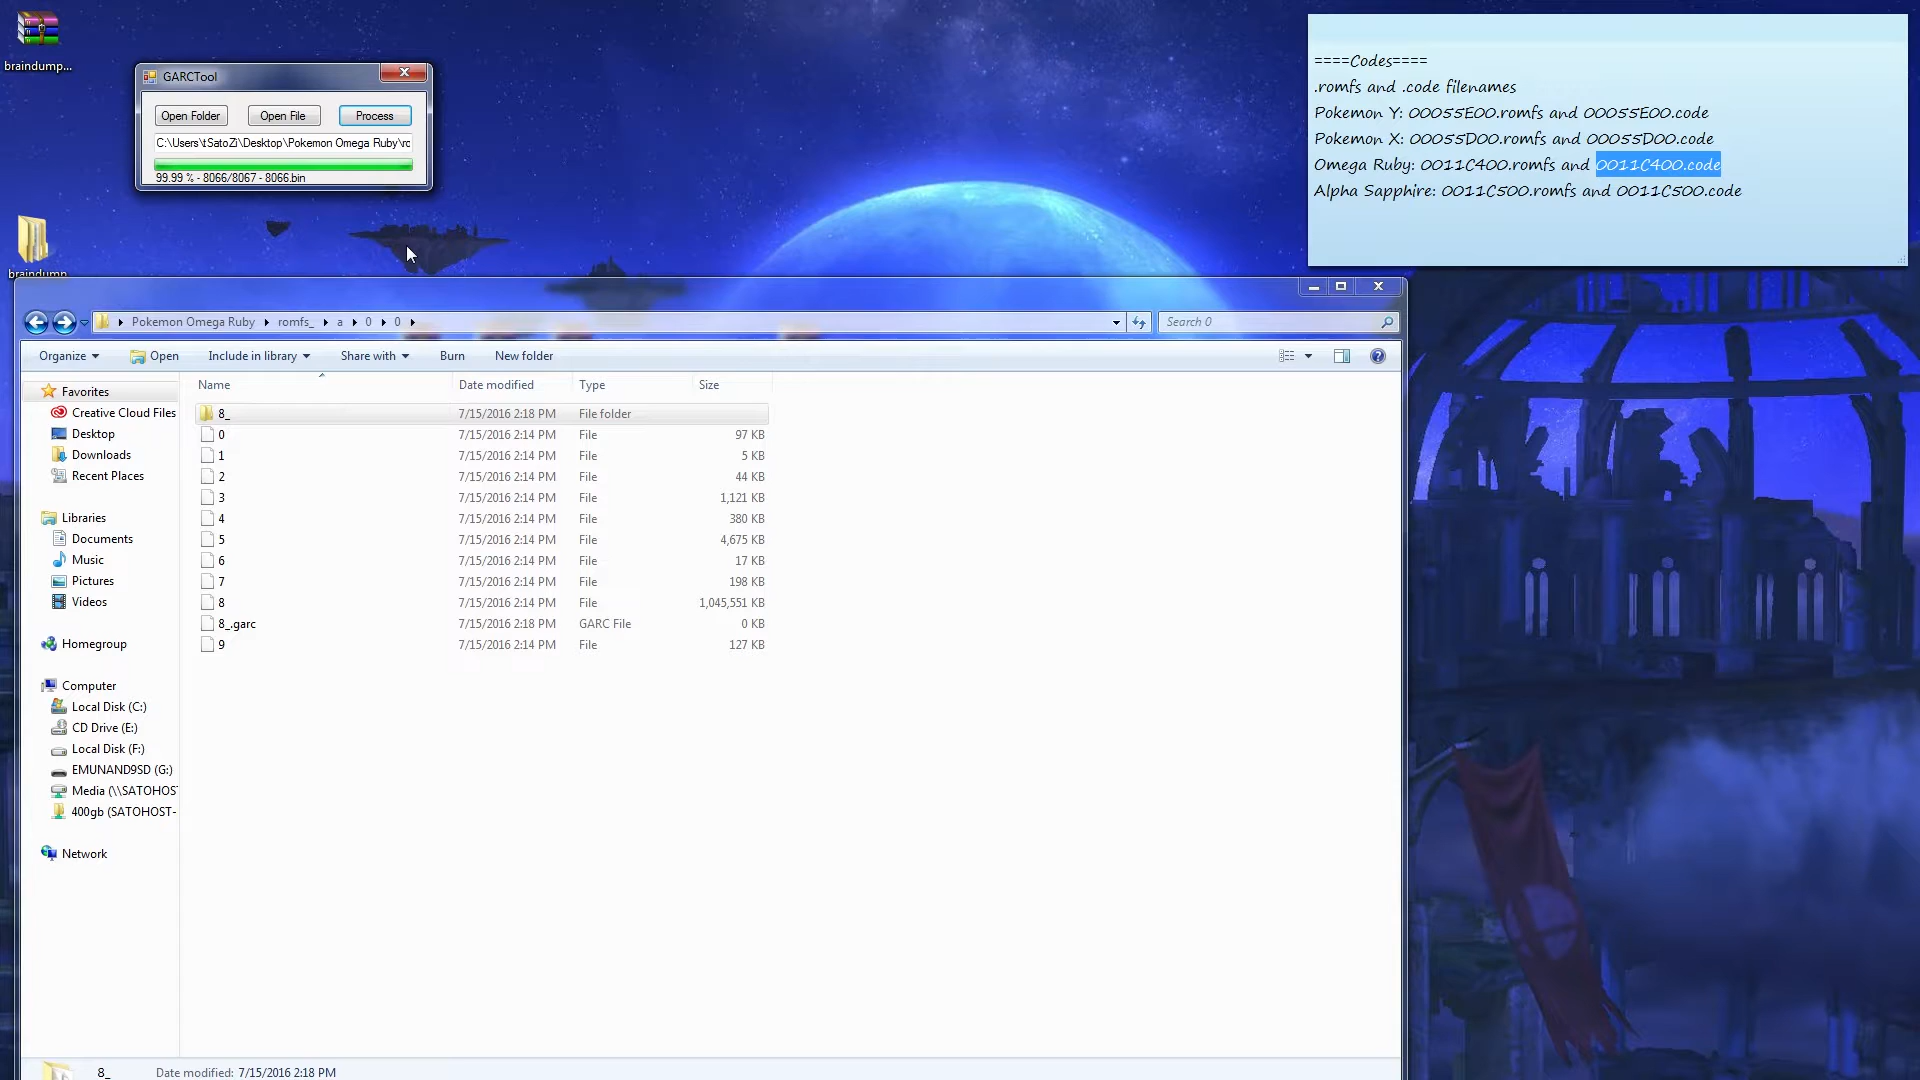 braindump...
GARCTool
Open Folder Open File Process
C:\Users\tSatoZi\Desktop\Pokemon Omega Ruby\rc
99.99 % - 8066/8067 - 8066.bin
braindump
====Codes====
.romfs and .code filenames
Pokemon Y: 00055E00.romfs and 00055E00.code
Pokemon X: 00055D00.romfs and 00055D00.code
Omega Ruby: 0011C400.romfs and 0011C400.code
Alpha Sapphire: 0011C500.romfs and 0011C500.code
Pokemon Omega Ruby romfs_ a 0 0 Search 0
Organize Open Include in library Share with Burn New folder
Favorites
Creative Cloud Files
Desktop
Downloads
Recent Places
Libraries
Documents
Music
Pictures
Videos
Homegroup
Computer
Local Disk (C:)
CD Drive (E:)
Local Disk (F:)
EMUNAND9SD (G:)
Media (\\SATOHOST
400gb (SATOHOST-
Network
Name Date modified Type Size
8_ 7/15/2016 2:18 PM File folder
0 7/15/2016 2:14 PM File 97 KB
1 7/15/2016 2:14 PM File 5 KB
2 7/15/2016 2:14 PM File 44 KB
3 7/15/2016 2:14 PM File 1,121 KB
4 7/15/2016 2:14 PM File 380 KB
5 7/15/2016 2:14 PM File 4,675 KB
6 7/15/2016 2:14 PM File 17 KB
7 7/15/2016 2:14 PM File 198 KB
8 7/15/2016 2:14 PM File 1,045,551 KB
8_.garc 7/15/2016 2:18 PM GARC File 0 KB
9 7/15/2016 2:14 PM File 127 KB
8_ Date modified: 7/15/2016 2:18 PM